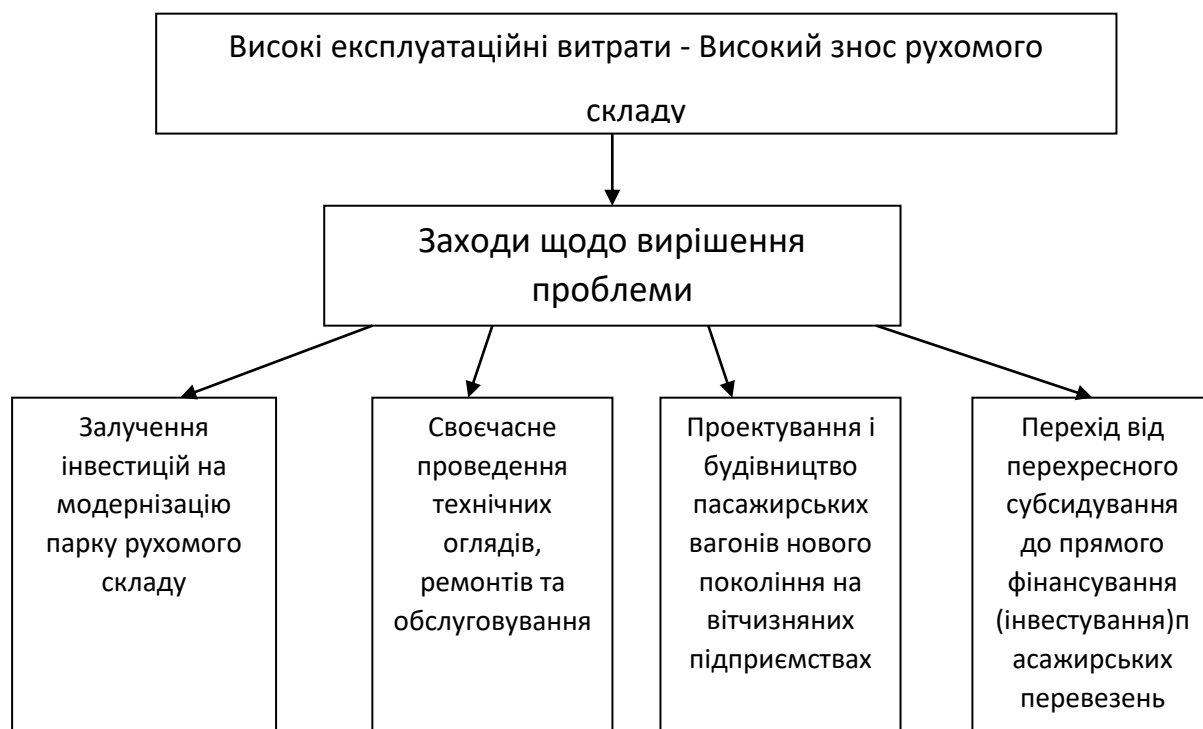 Високі експлуатаційні витрати - Високий знос рухомого
складу
Заходи щодо вирішення
проблеми
Залучення
інвестицій на
модернізацію
парку рухомого
складу
Своєчасне
проведення
технічних
оглядів,
ремонтів та
обслуговування
Проектування і
будівництво
пасажирських
вагонів нового
покоління на
вітчизняних
підприємствах
Перехід від
перехресного
субсидування
до прямого
фінансування
(інвестування)п
асажирських
перевезень